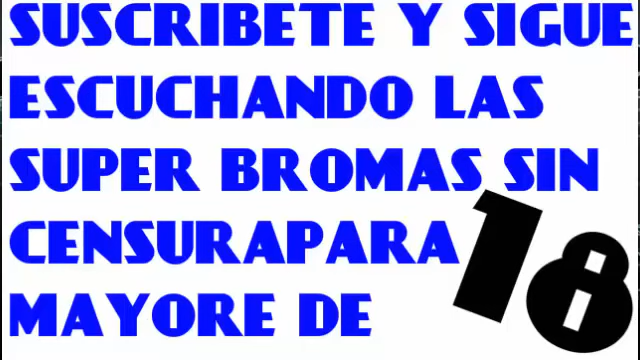 SUSCRIBETE Y SIGUE
ESCUCHANDO LAS
SUPER BROMAS SIN
CENSURAPARA
MAYORE DE 18